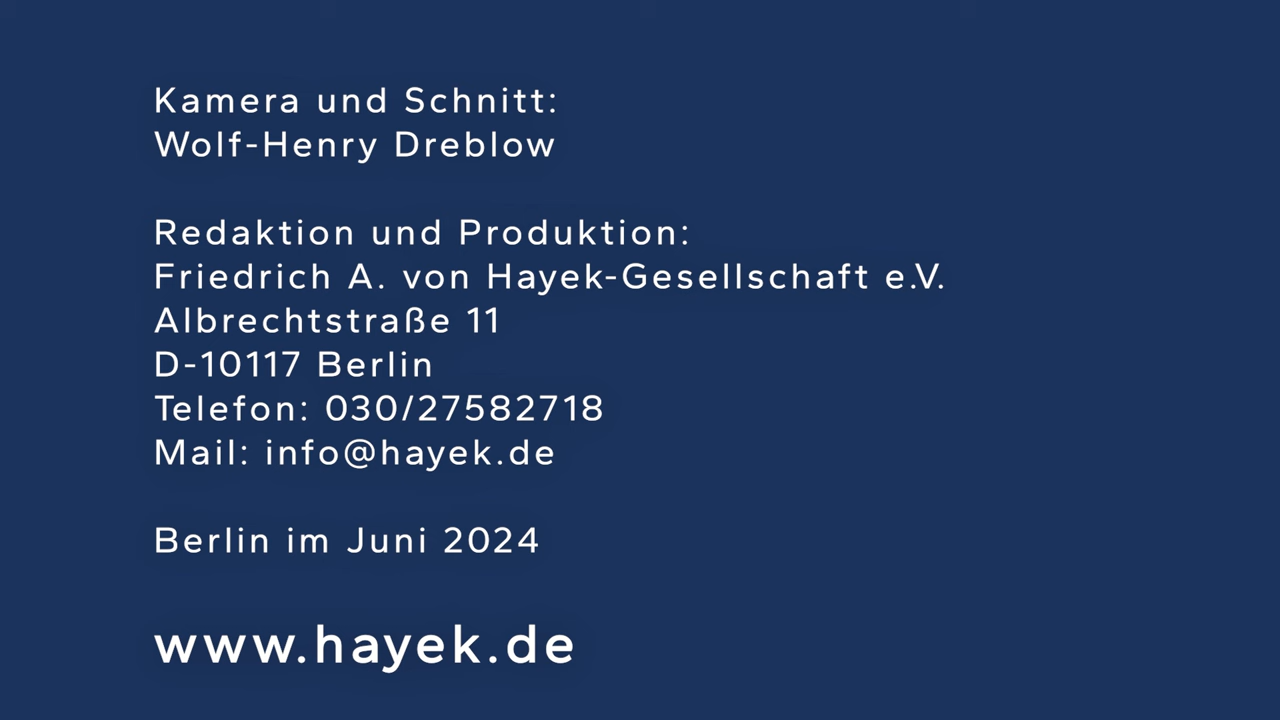 Kamera und Schnitt:
Wolf-Henry Dreblow
Redaktion und Produktion:
Friedrich A. von Hayek-Gesellschaft e.V.
Albrechtstraße 11
D-10117 Berlin
Telefon: 030/27582718
Mail: info@hayek.de
Berlin im Juni 2024
www.hayek.de